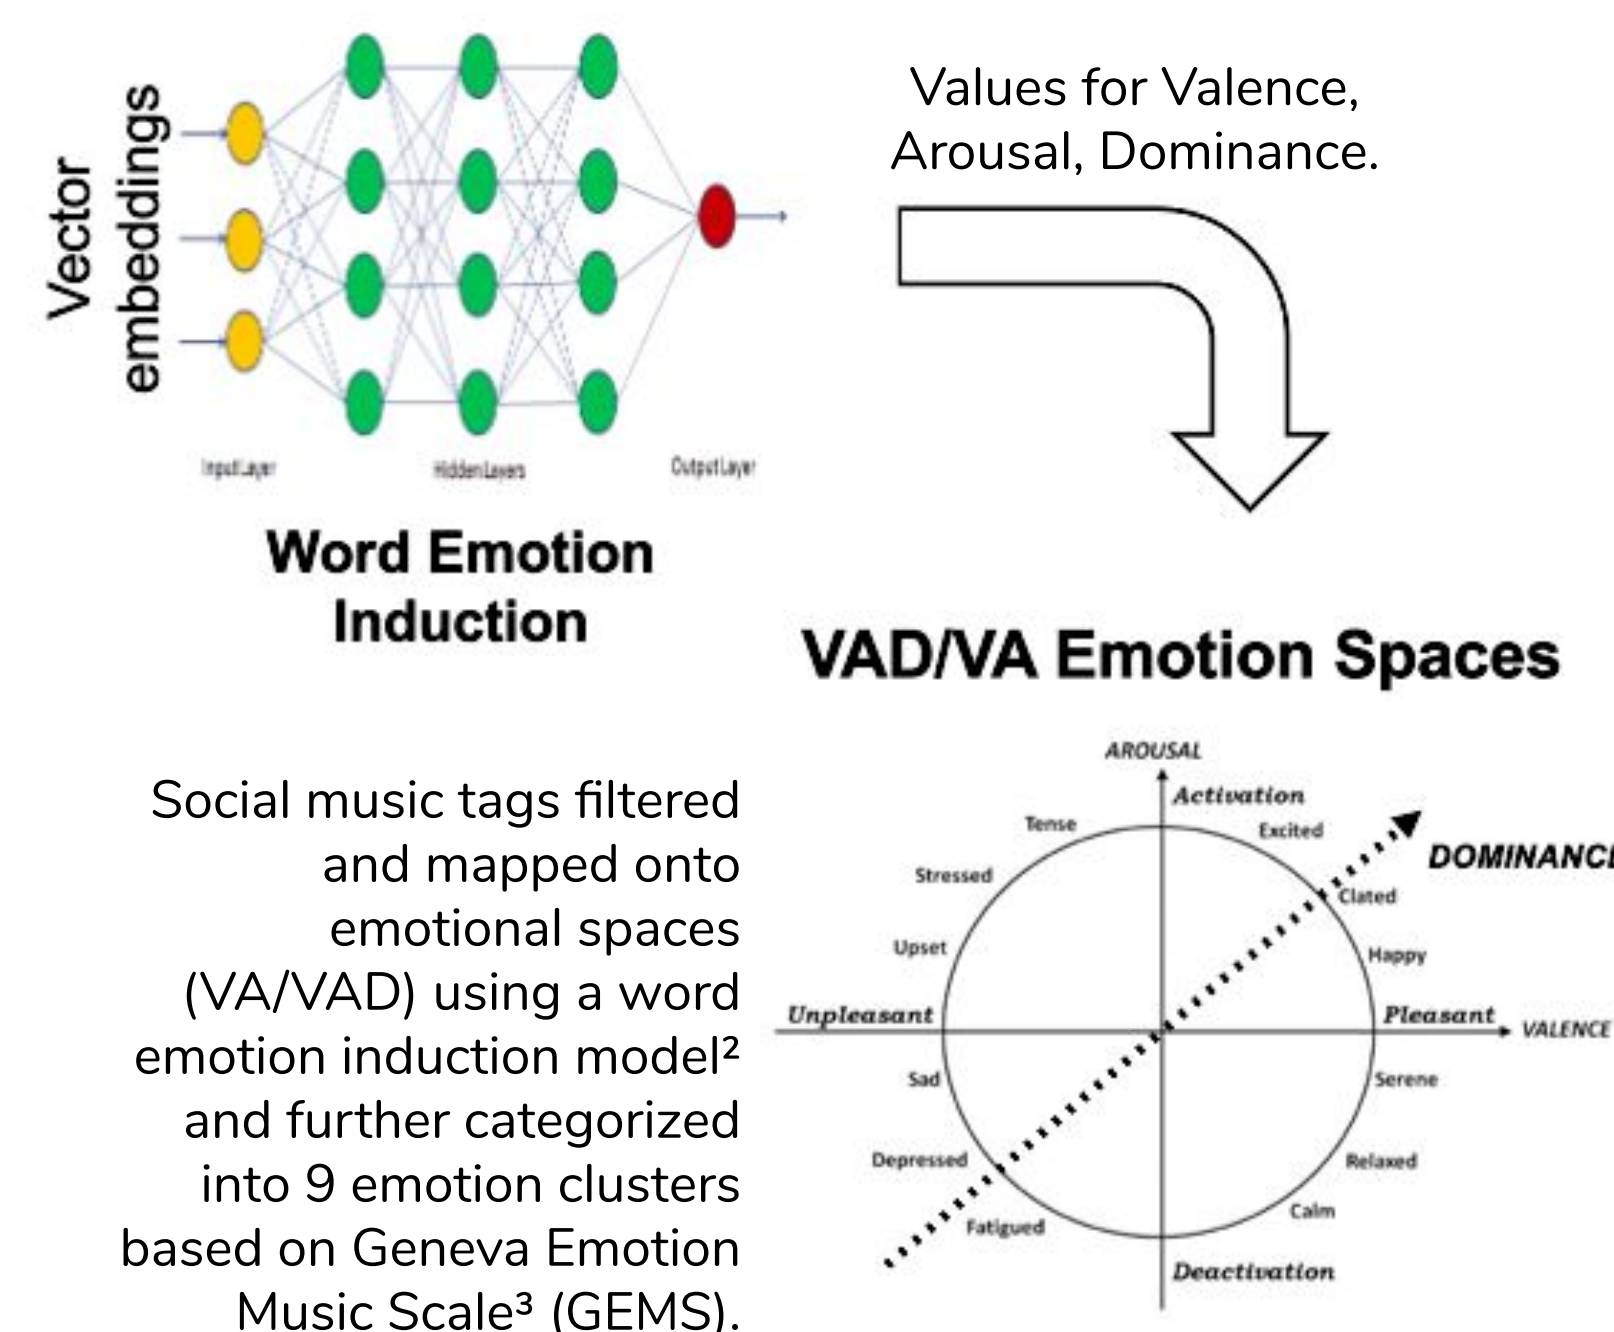 Vector
embeddings
Input Layer
Hidden Layers
Output Layer
Word Emotion
Induction
Values for Valence,
Arousal, Dominance.
VAD/VA Emotion Spaces
Social music tags filtered
and mapped onto
emotional spaces
(VA/VAD) using a word
emotion induction model²
and further categorized
into 9 emotion clusters
based on Geneva Emotion
Music Scale³ (GEMS).
AROUSAL
Activation
Tense
Excited
DOMINANCE
Stressed
Clated
Upset
Happy
Unpleasant
Pleasant
VALENCE
Sad
Serene
Depressed
Relaxed
Calm
Fatigued
Deactivation